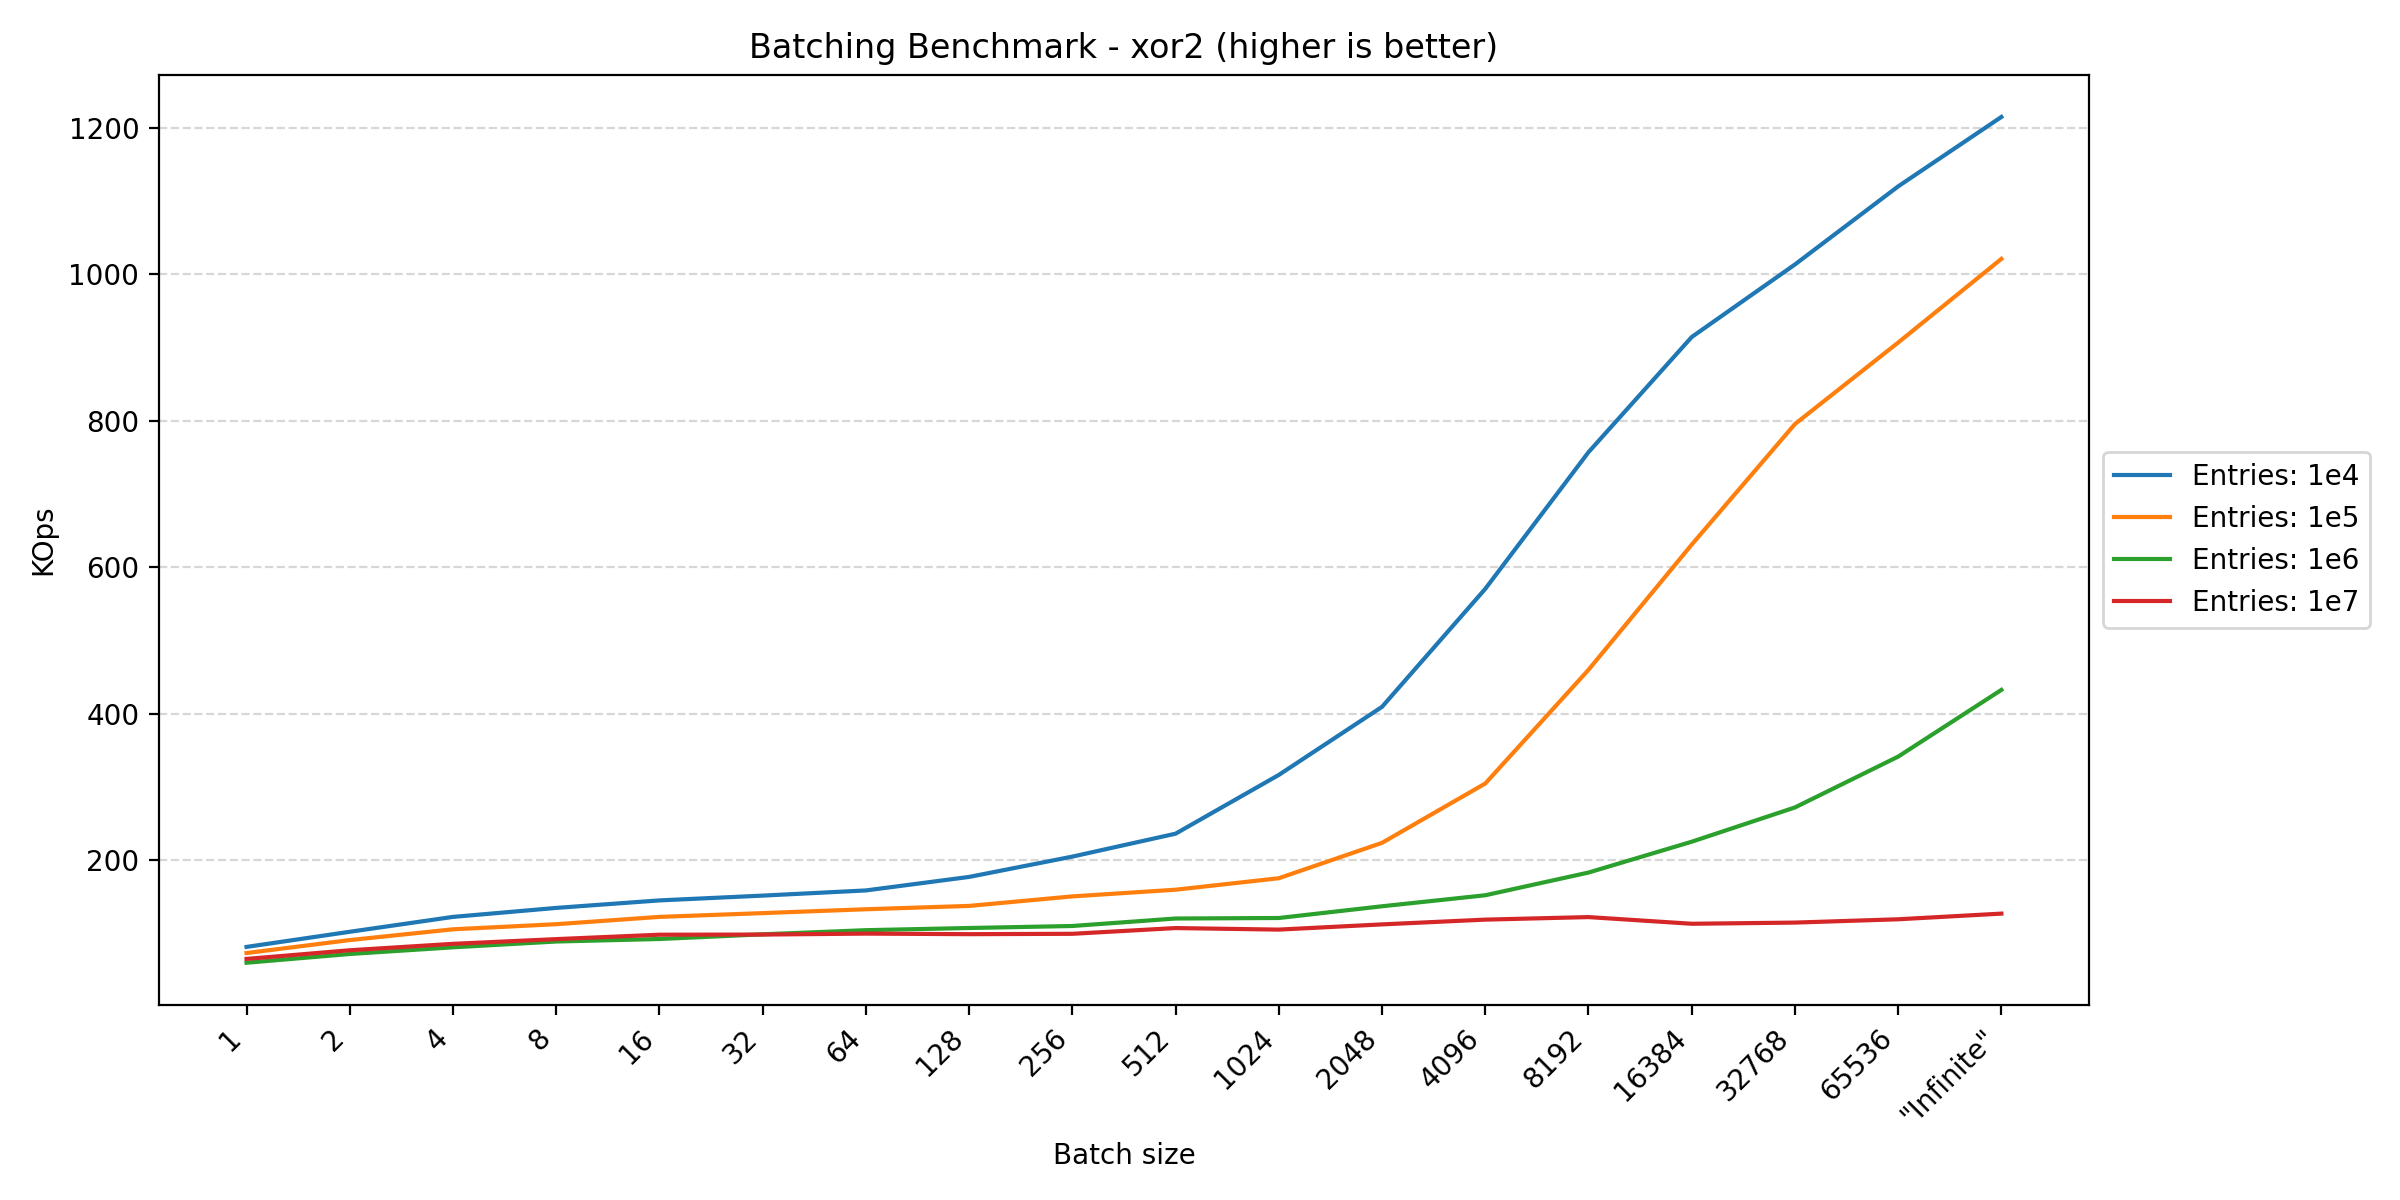 Batching Benchmark - xor2 (higher is better)
1200
1000
800
600
400
200
KOps
1
2
4
8
16
32
64
128
256
512
1024
2048
4096
8192
16384
32768
65536
"Infinite"
Batch size
Entries: 1e4
Entries: 1e5
Entries: 1e6
Entries: 1e7